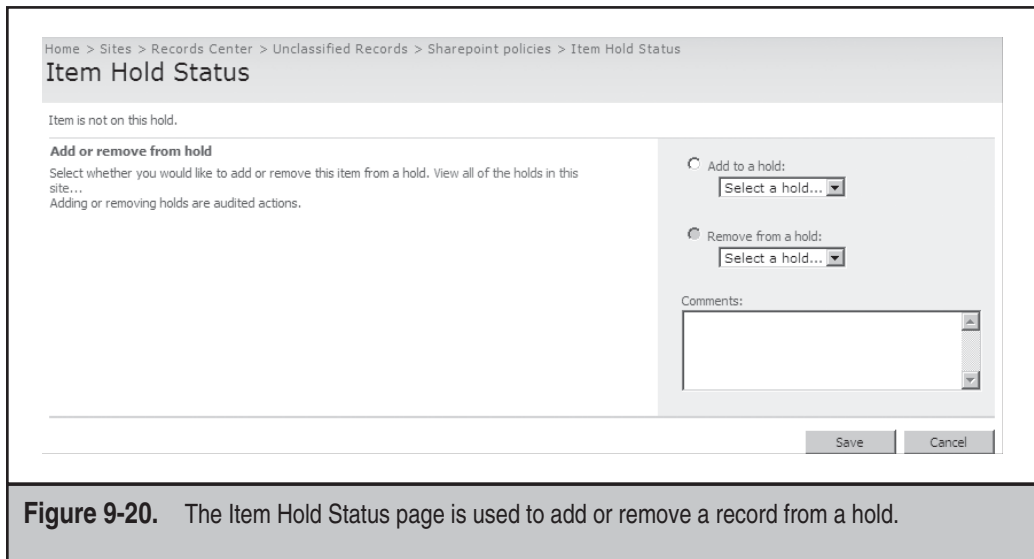 Home > Sites > Records Center > Unclassified Records > Sharepoint policies > Item Hold Status
Item Hold Status
Item is not on this hold.
Add or remove from hold
Select whether you would like to add or remove this item from a hold. View all of the holds in this
site...
Adding or removing holds are audited actions.
Add to a hold:
Select a hold...
Remove from a hold:
Select a hold...
Comments:
Save Cancel
Figure 9-20. The Item Hold Status page is used to add or remove a record from a hold.